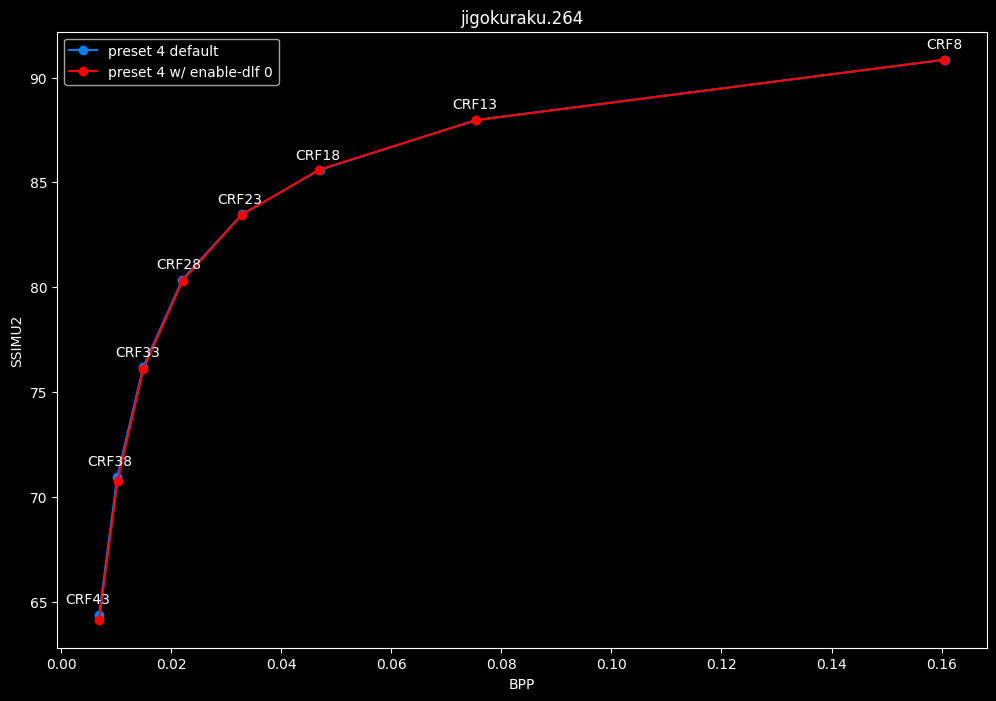 jigokuraku.264
preset 4 default
preset 4 w/ enable-dlf 0
CRF8
CRF13
CRF18
CRF23
CRF28
CRF33
CRF38
CRF43
SSIMU2
90
85
80
75
70
65
0.00 0.02 0.04 0.06 0.08 0.10 0.12 0.14 0.16
BPP